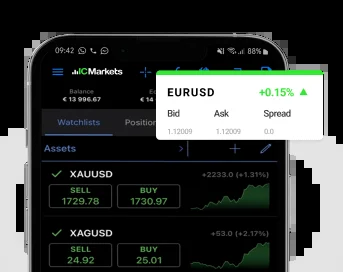 09:42
88%
ICMarkets
Balance
€ 13 996.67
EURUSD
+0.15% ▲
Bid Ask Spread
1.12009 1.12009 0.0
Watchlists
Assets
XAUUSD
+2233.0 (+1.31%)
SELL BUY
1729.78 1730.97
XAGUSD
+53.0 (+2.17%)
SELL BUY
24.92 25.01